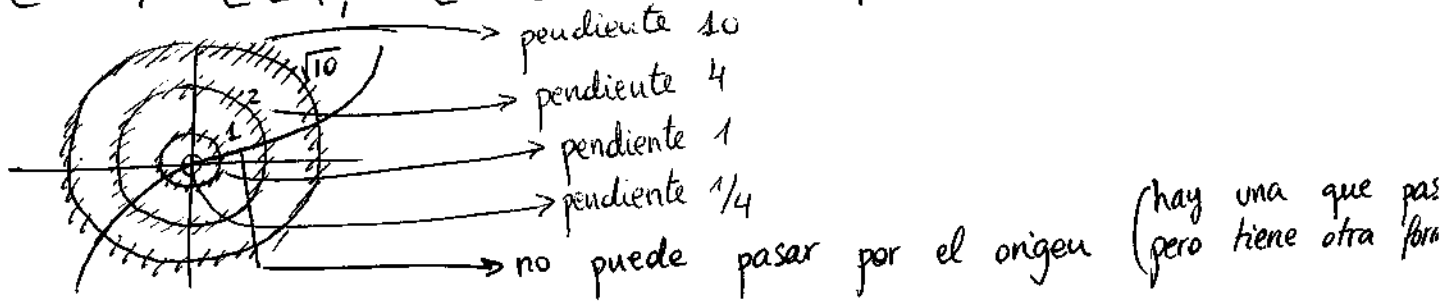 pendiente 10
√10
pendiente 4
2
1
pendiente 1
pendiente 1/4
no puede pasar por el origen (hay una que pas
pero tiene otra form